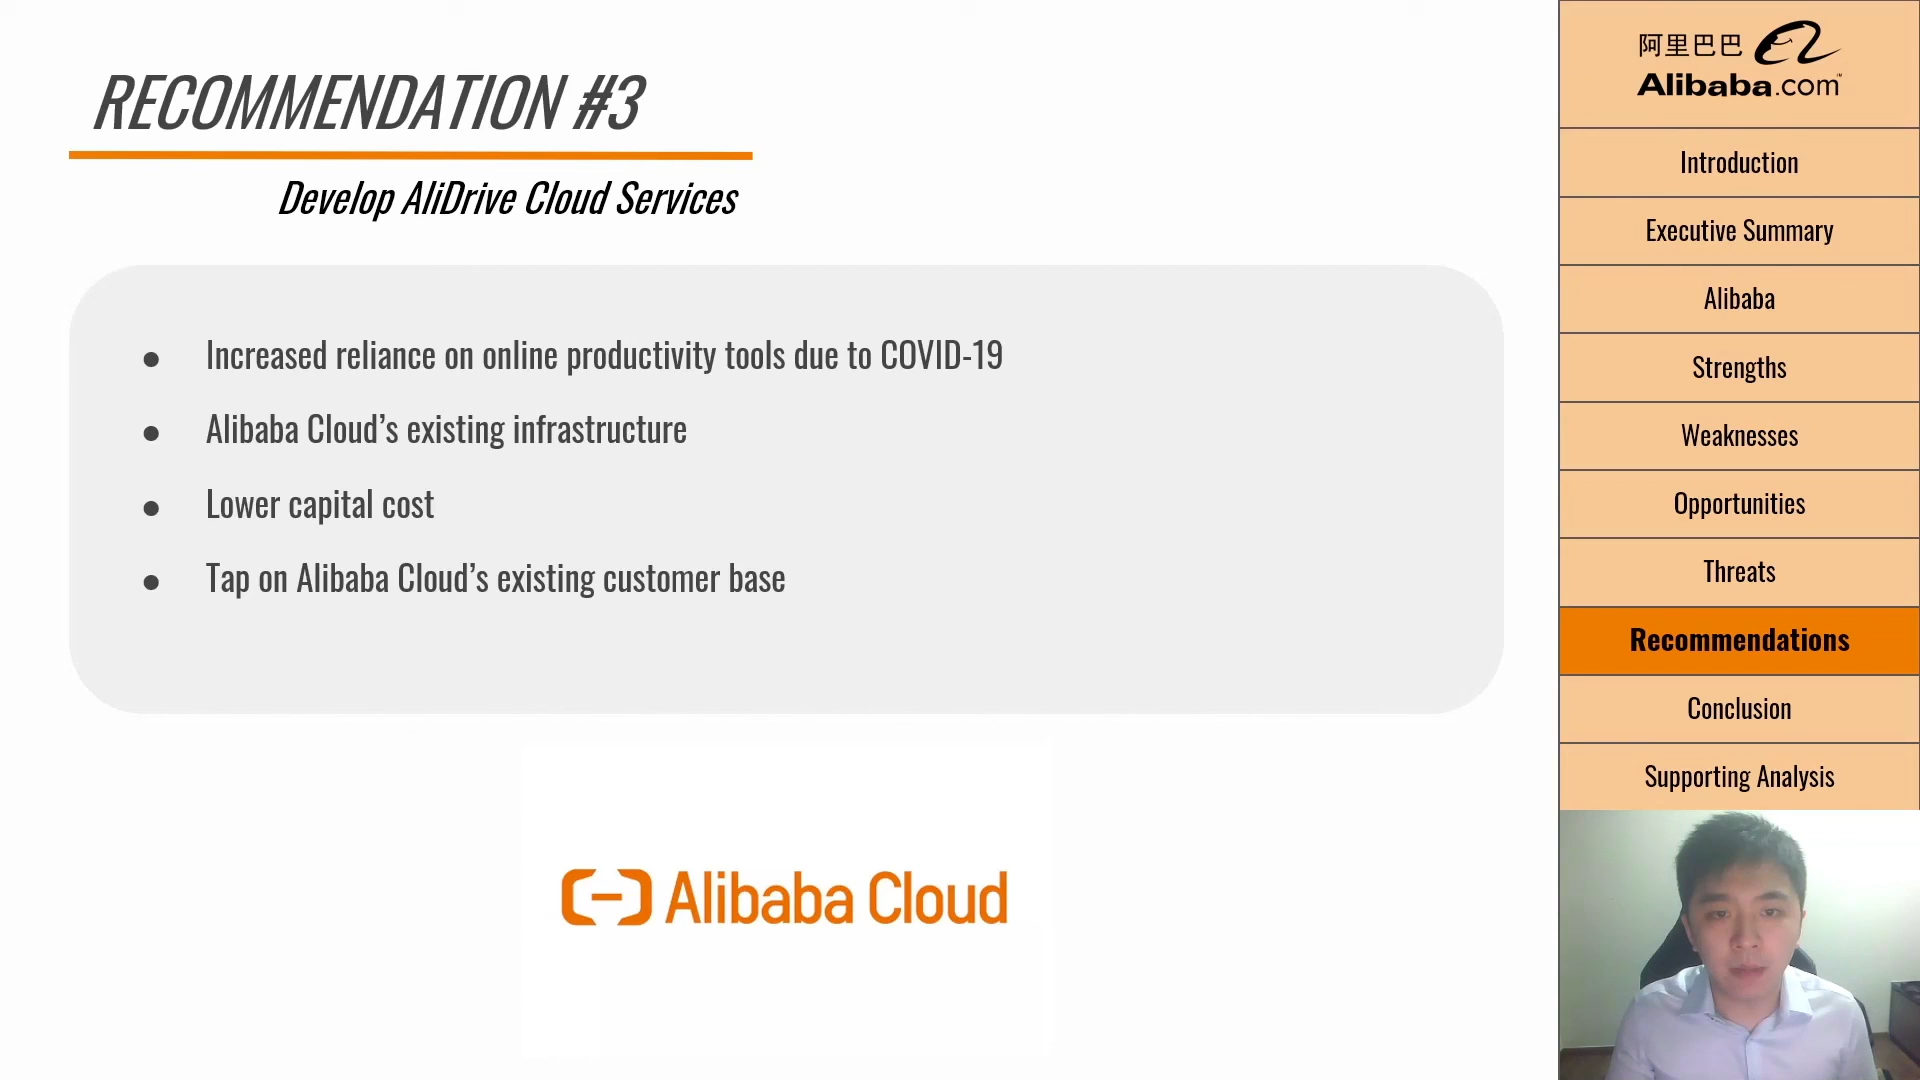 RECOMMENDATION #3
Develop AliDrive Cloud Services
● Increased reliance on online productivity tools due to COVID-19
● Alibaba Cloud’s existing infrastructure
● Lower capital cost
● Tap on Alibaba Cloud’s existing customer base
Alibaba Cloud
阿里巴巴
Alibaba.com™
Introduction
Executive Summary
Alibaba
Strengths
Weaknesses
Opportunities
Threats
Recommendations
Conclusion
Supporting Analysis